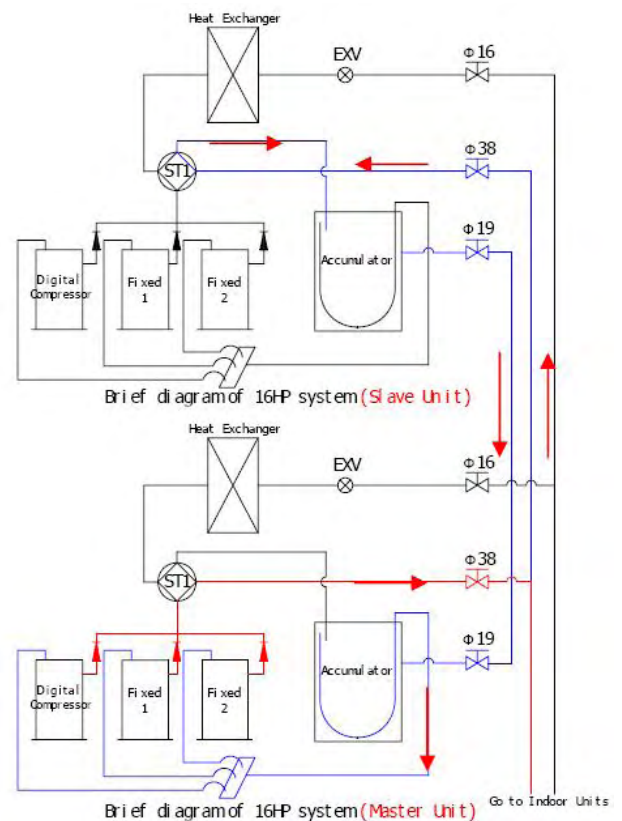 Heat Exchanger
EXV
Φ16
Φ38
ST1
Φ19
Accumulator
Digital
Compressor
Fixed
1
Fixed
2
Brief diagram of 16HP system (Slave Unit)
Heat Exchanger
EXV
Φ16
Φ38
ST1
Φ19
Accumulator
Digital
Compressor
Fixed
1
Fixed
2
Go to Indoor Units
Brief diagram of 16HP system (Master Unit)